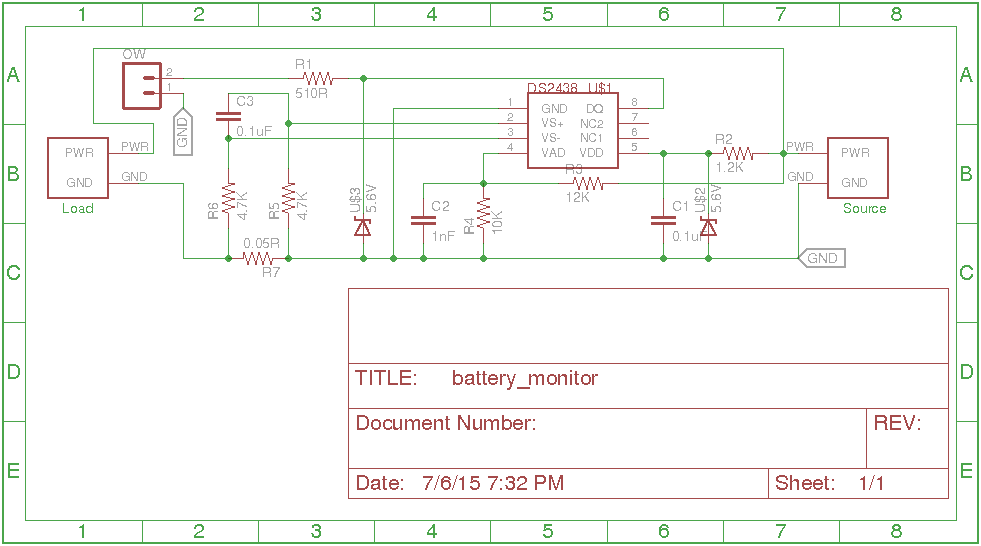 1 2 3 4 5 6 7 8
A A
B B
C C
D D
E E
OW
2
1
GND
R1
510R
C3
0.1uF
DS2438 U$1
1 GND DQ 8
2 VS+ NC2 7
3 VS- NC1 6
4 VAD VDD 5
PWR PWR
GND GND
Load
R2
1.2K
PWR PWR
GND GND
Source
R3
12K
R6
4.7K
R5
4.7K
U$3
5.6V
C2
1nF
R4
10K
C1
0.1uF
U$2
5.6V
0.05R
R7
GND
TITLE: battery_monitor
Document Number:
REV:
Date: 7/6/15 7:32 PM
Sheet: 1/1
1 2 3 4 5 6 7 8